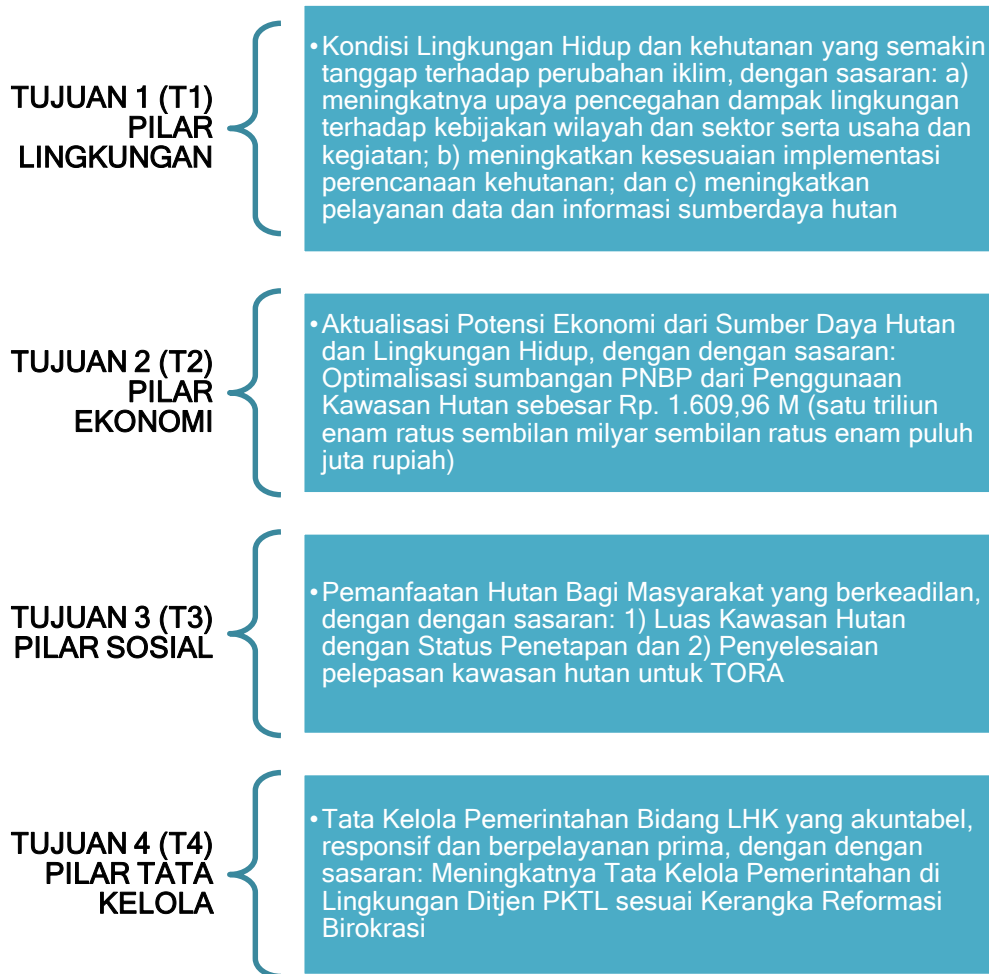 TUJUAN 1 (T1)
PILAR
LINGKUNGAN
•Kondisi Lingkungan Hidup dan kehutanan yang semakin
tanggap terhadap perubahan iklim, dengan sasaran: a)
meningkatnya upaya pencegahan dampak lingkungan
terhadap kebijakan wilayah dan sektor serta usaha dan
kegiatan; b) meningkatkan kesesuaian implementasi
perencanaan kehutanan; dan c) meningkatkan
pelayanan data dan informasi sumberdaya hutan
TUJUAN 2 (T2)
PILAR
EKONOMI
•Aktualisasi Potensi Ekonomi dari Sumber Daya Hutan
dan Lingkungan Hidup, dengan dengan sasaran:
Optimalisasi sumbangan PNBP dari Penggunaan
Kawasan Hutan sebesar Rp. 1.609,96 M (satu triliun
enam ratus sembilan milyar sembilan ratus enam puluh
juta rupiah)
TUJUAN 3 (T3)
PILAR SOSIAL
•Pemanfaatan Hutan Bagi Masyarakat yang berkeadilan,
dengan dengan sasaran: 1) Luas Kawasan Hutan
dengan Status Penetapan dan 2) Penyelesaian
pelepasan kawasan hutan untuk TORA
TUJUAN 4 (T4)
PILAR TATA
KELOLA
•Tata Kelola Pemerintahan Bidang LHK yang akuntabel,
responsif dan berpelayanan prima, dengan dengan
sasaran: Meningkatnya Tata Kelola Pemerintahan di
Lingkungan Ditjen PKTL sesuai Kerangka Reformasi
Birokrasi